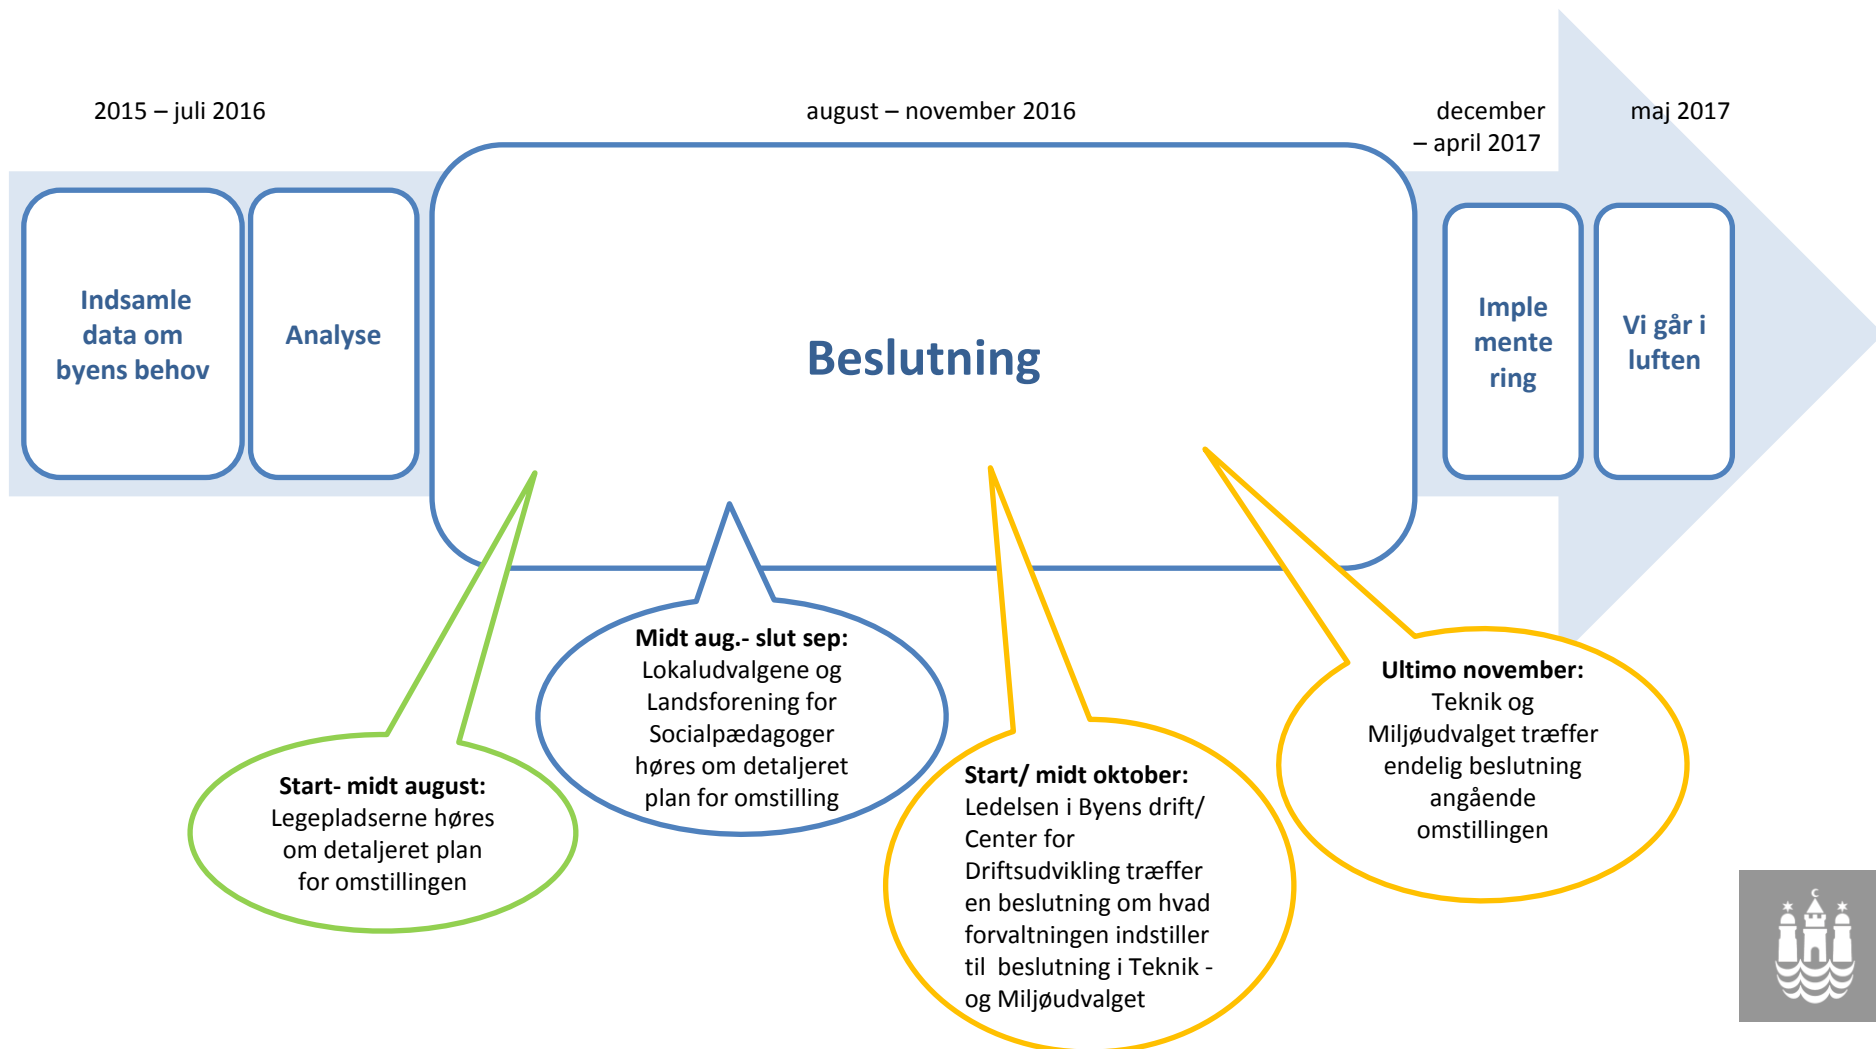 2015 – juli 2016
august – november 2016
december
– april 2017
maj 2017
Indsamle
data om
byens behov
Analyse
Beslutning
Imple
mente
ring
Vi går i
luften
Start- midt august:
Legepladserne høres
om detaljeret plan
for omstillingen
Midt aug.- slut sep:
Lokaludvalgene og
Landsforening for
Socialpædagoger
høres om detaljeret
plan for omstilling
Start/ midt oktober:
Ledelsen i Byens drift/
Center for
Driftsudvikling træffer
en beslutning om hvad
forvaltningen indstiller
til  beslutning i Teknik -
og Miljøudvalget
Ultimo november:
Teknik og
Miljøudvalget træffer
endelig beslutning
angående
omstillingen